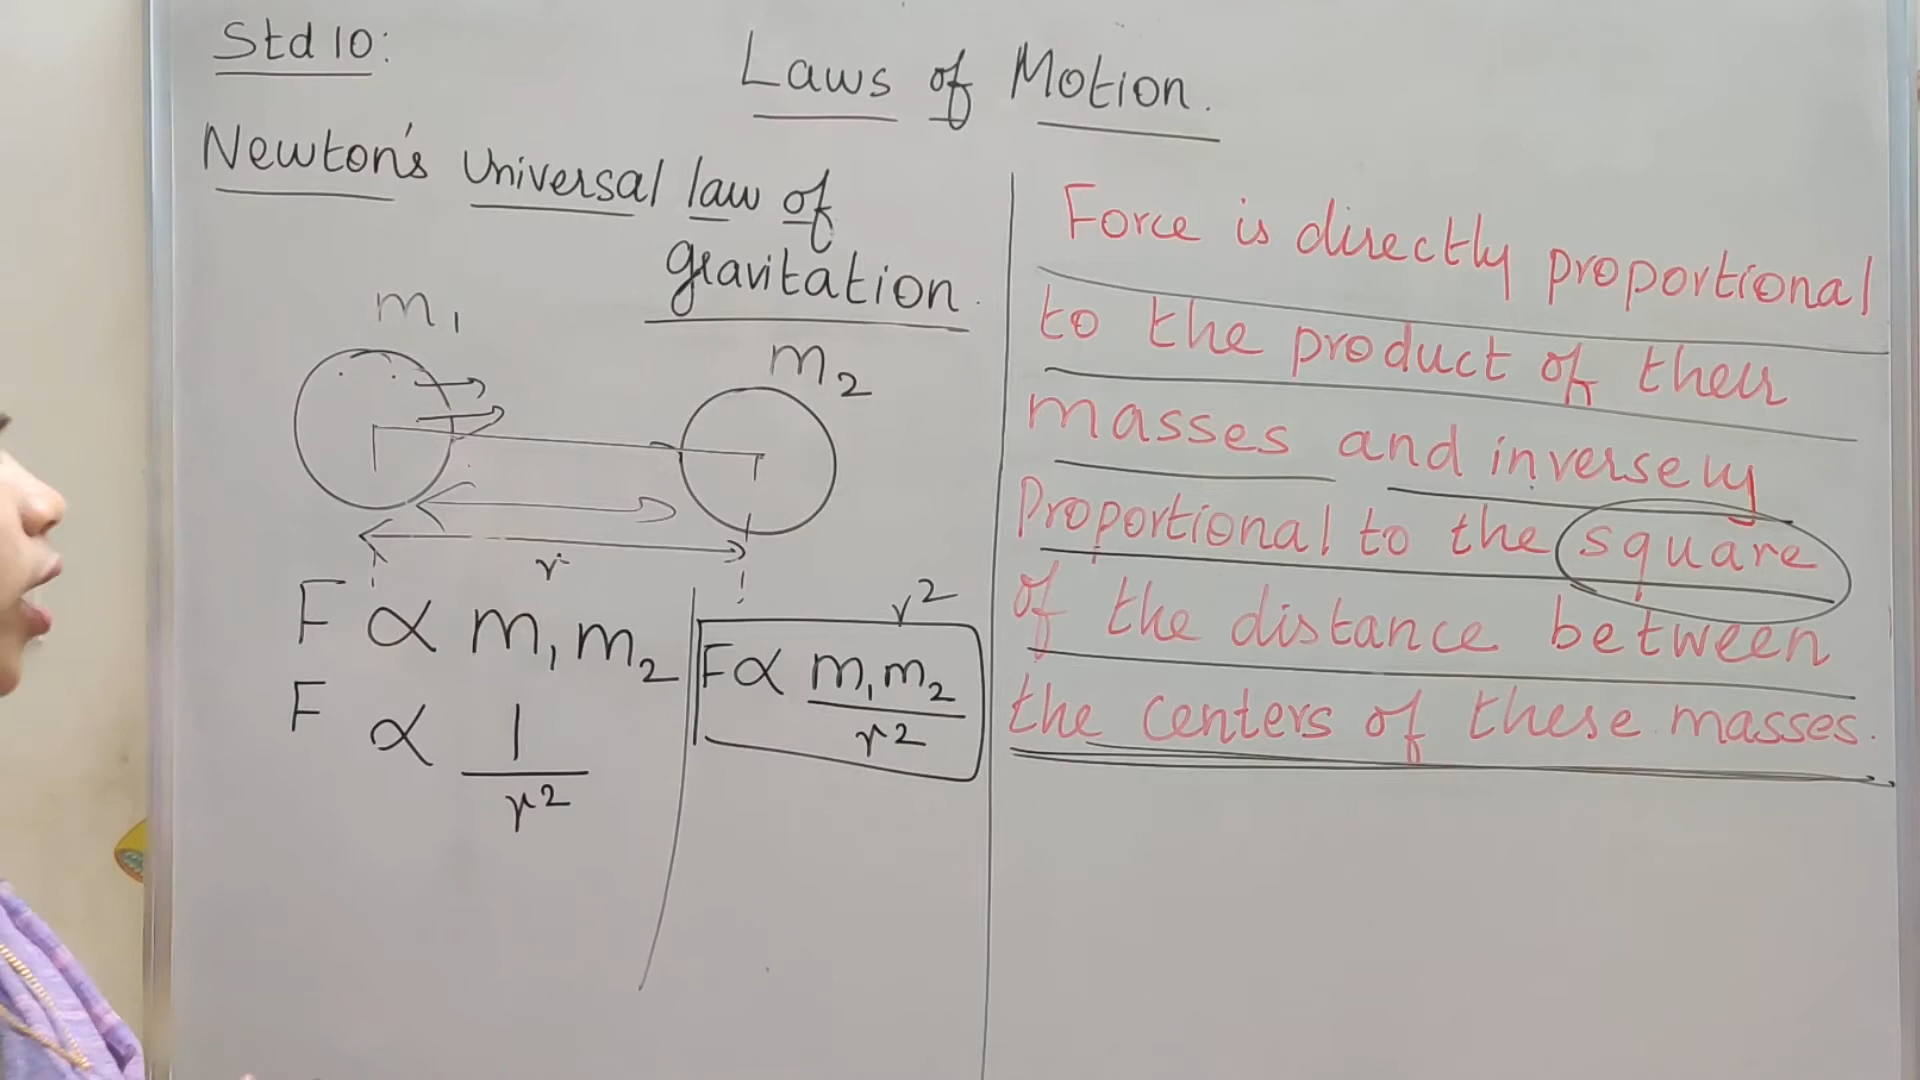 Std 10:
Laws of Motion.
Newton's Universal law of
gravitation.
m₁
m₂
r
F ∝ m₁m₂
F ∝ 1/r²
r²
F ∝ m₁m₂/r²
Force is directly proportional
to the product of their
masses and inversely
Proportional to the square
of the distance between
the centers of these masses.